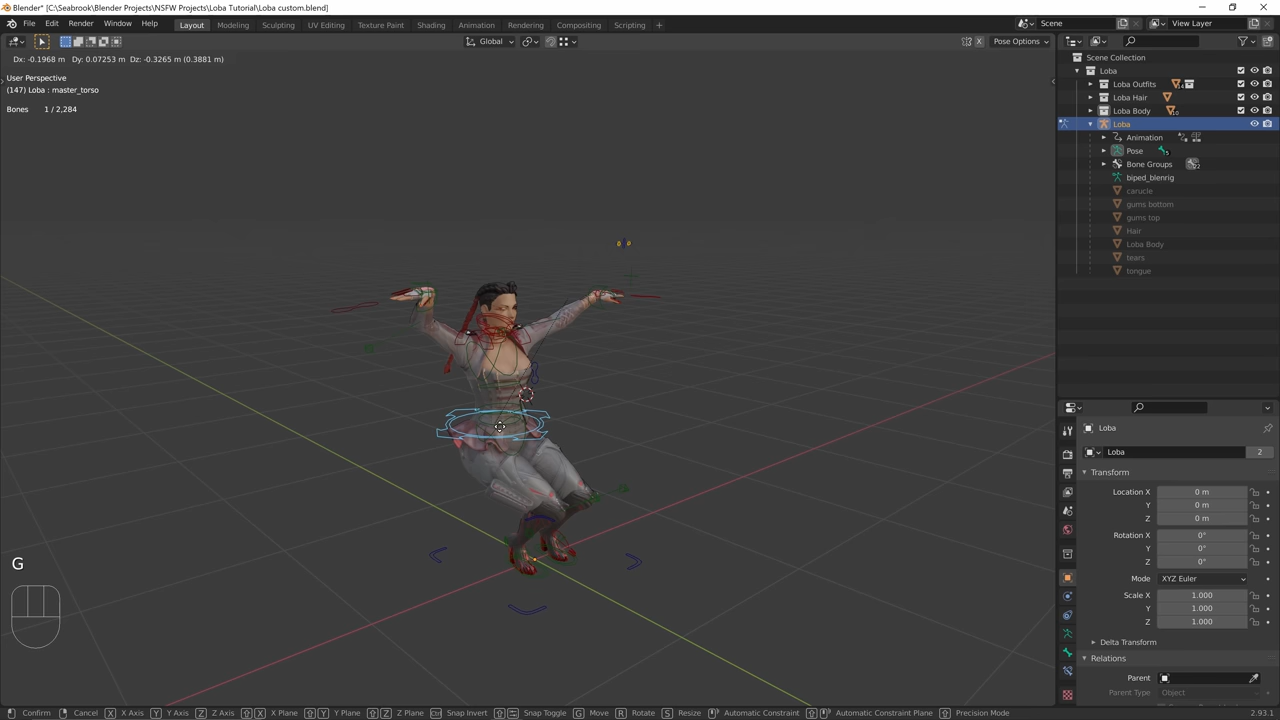 Blender* [C:\Seabrook\Blender Projects\NSFW Projects\Loba Tutorial\Loba custom.blend]
File Edit Render Window Help Layout Modeling Sculpting UV Editing Texture Paint Shading Animation Rendering Compositing Scripting + Scene View Layer
Global Pose Options
Dx: -0.1968 m Dy: 0.07253 m Dz: -0.3265 m (0.3881 m)
User Perspective
(147) Loba : master_torso
Bones 1 / 2,284
G
Scene Collection
Loba
Loba Outfits
Loba Hair
Loba Body
Loba
Animation
Pose
Bone Groups
biped_blenrig
carucle
gums bottom
gums top
Hair
Loba Body
tears
tongue
Loba
Loba 2
Transform
Location X 0 m
Y 0 m
Z 0 m
Rotation X 0°
Y 0°
Z 0°
Mode XYZ Euler
Scale X 1.000
Y 1.000
Z 1.000
Delta Transform
Relations
Parent
Parent Type Object
Confirm Cancel X X Axis Y Y Axis Z Z Axis X X Plane Y Y Plane Z Z Plane Snap Invert Snap Toggle G Move R Rotate S Resize Automatic Constraint Automatic Constraint Plane Precision Mode 2.93.1